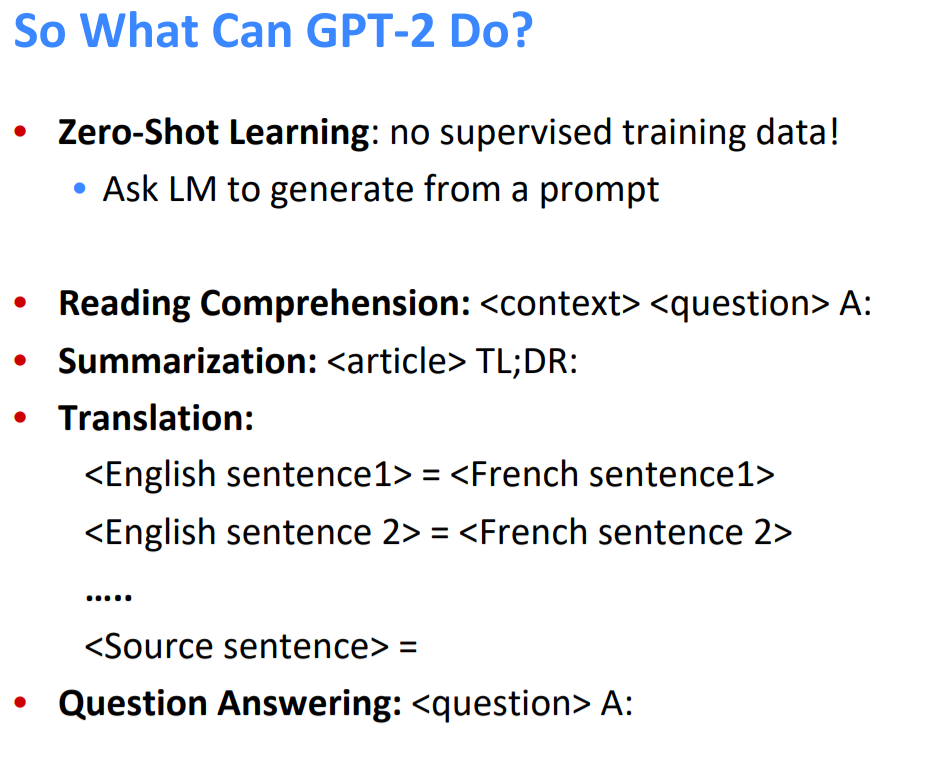 So What Can GPT-2 Do?
• Zero-Shot Learning: no supervised training data!
• Ask LM to generate from a prompt
• Reading Comprehension: <context> <question> A:
• Summarization: <article> TL;DR:
• Translation:
<English sentence1> = <French sentence1>
<English sentence 2> = <French sentence 2>
…..
<Source sentence> =
• Question Answering: <question> A: